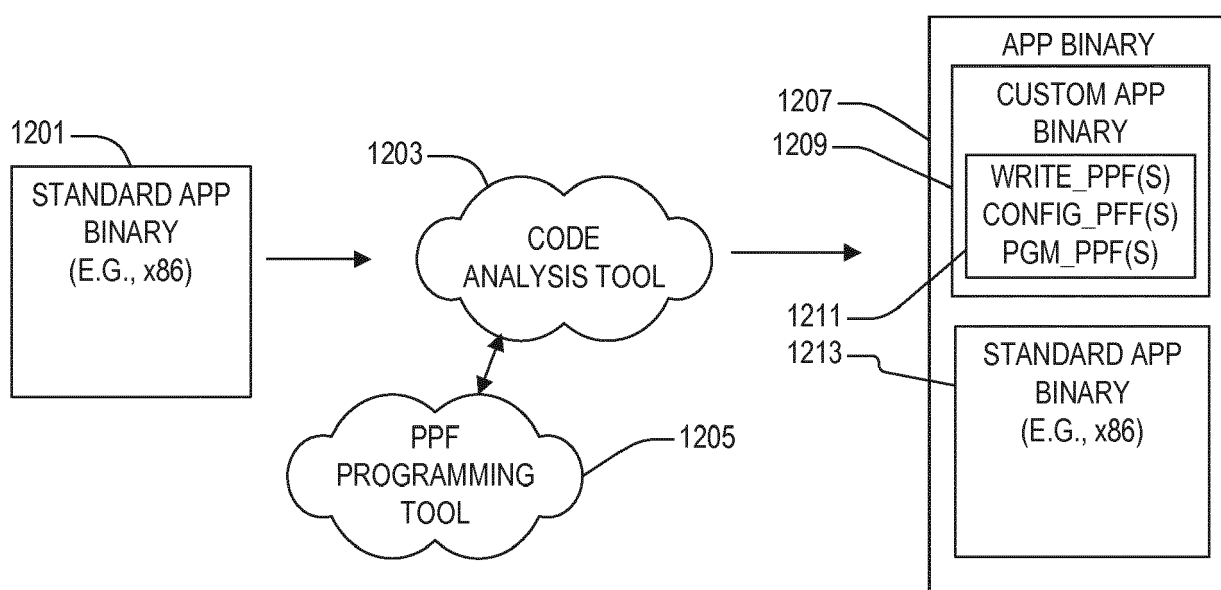 1201
STANDARD APP
BINARY
(E.G., x86)
1203
CODE
ANALYSIS TOOL
PPF
PROGRAMMING
TOOL
1205
APP BINARY
1207
CUSTOM APP
BINARY
1209
WRITE_PPF(S)
CONFIG_PFF(S)
PGM_PPF(S)
1211
1213
STANDARD APP
BINARY
(E.G., x86)